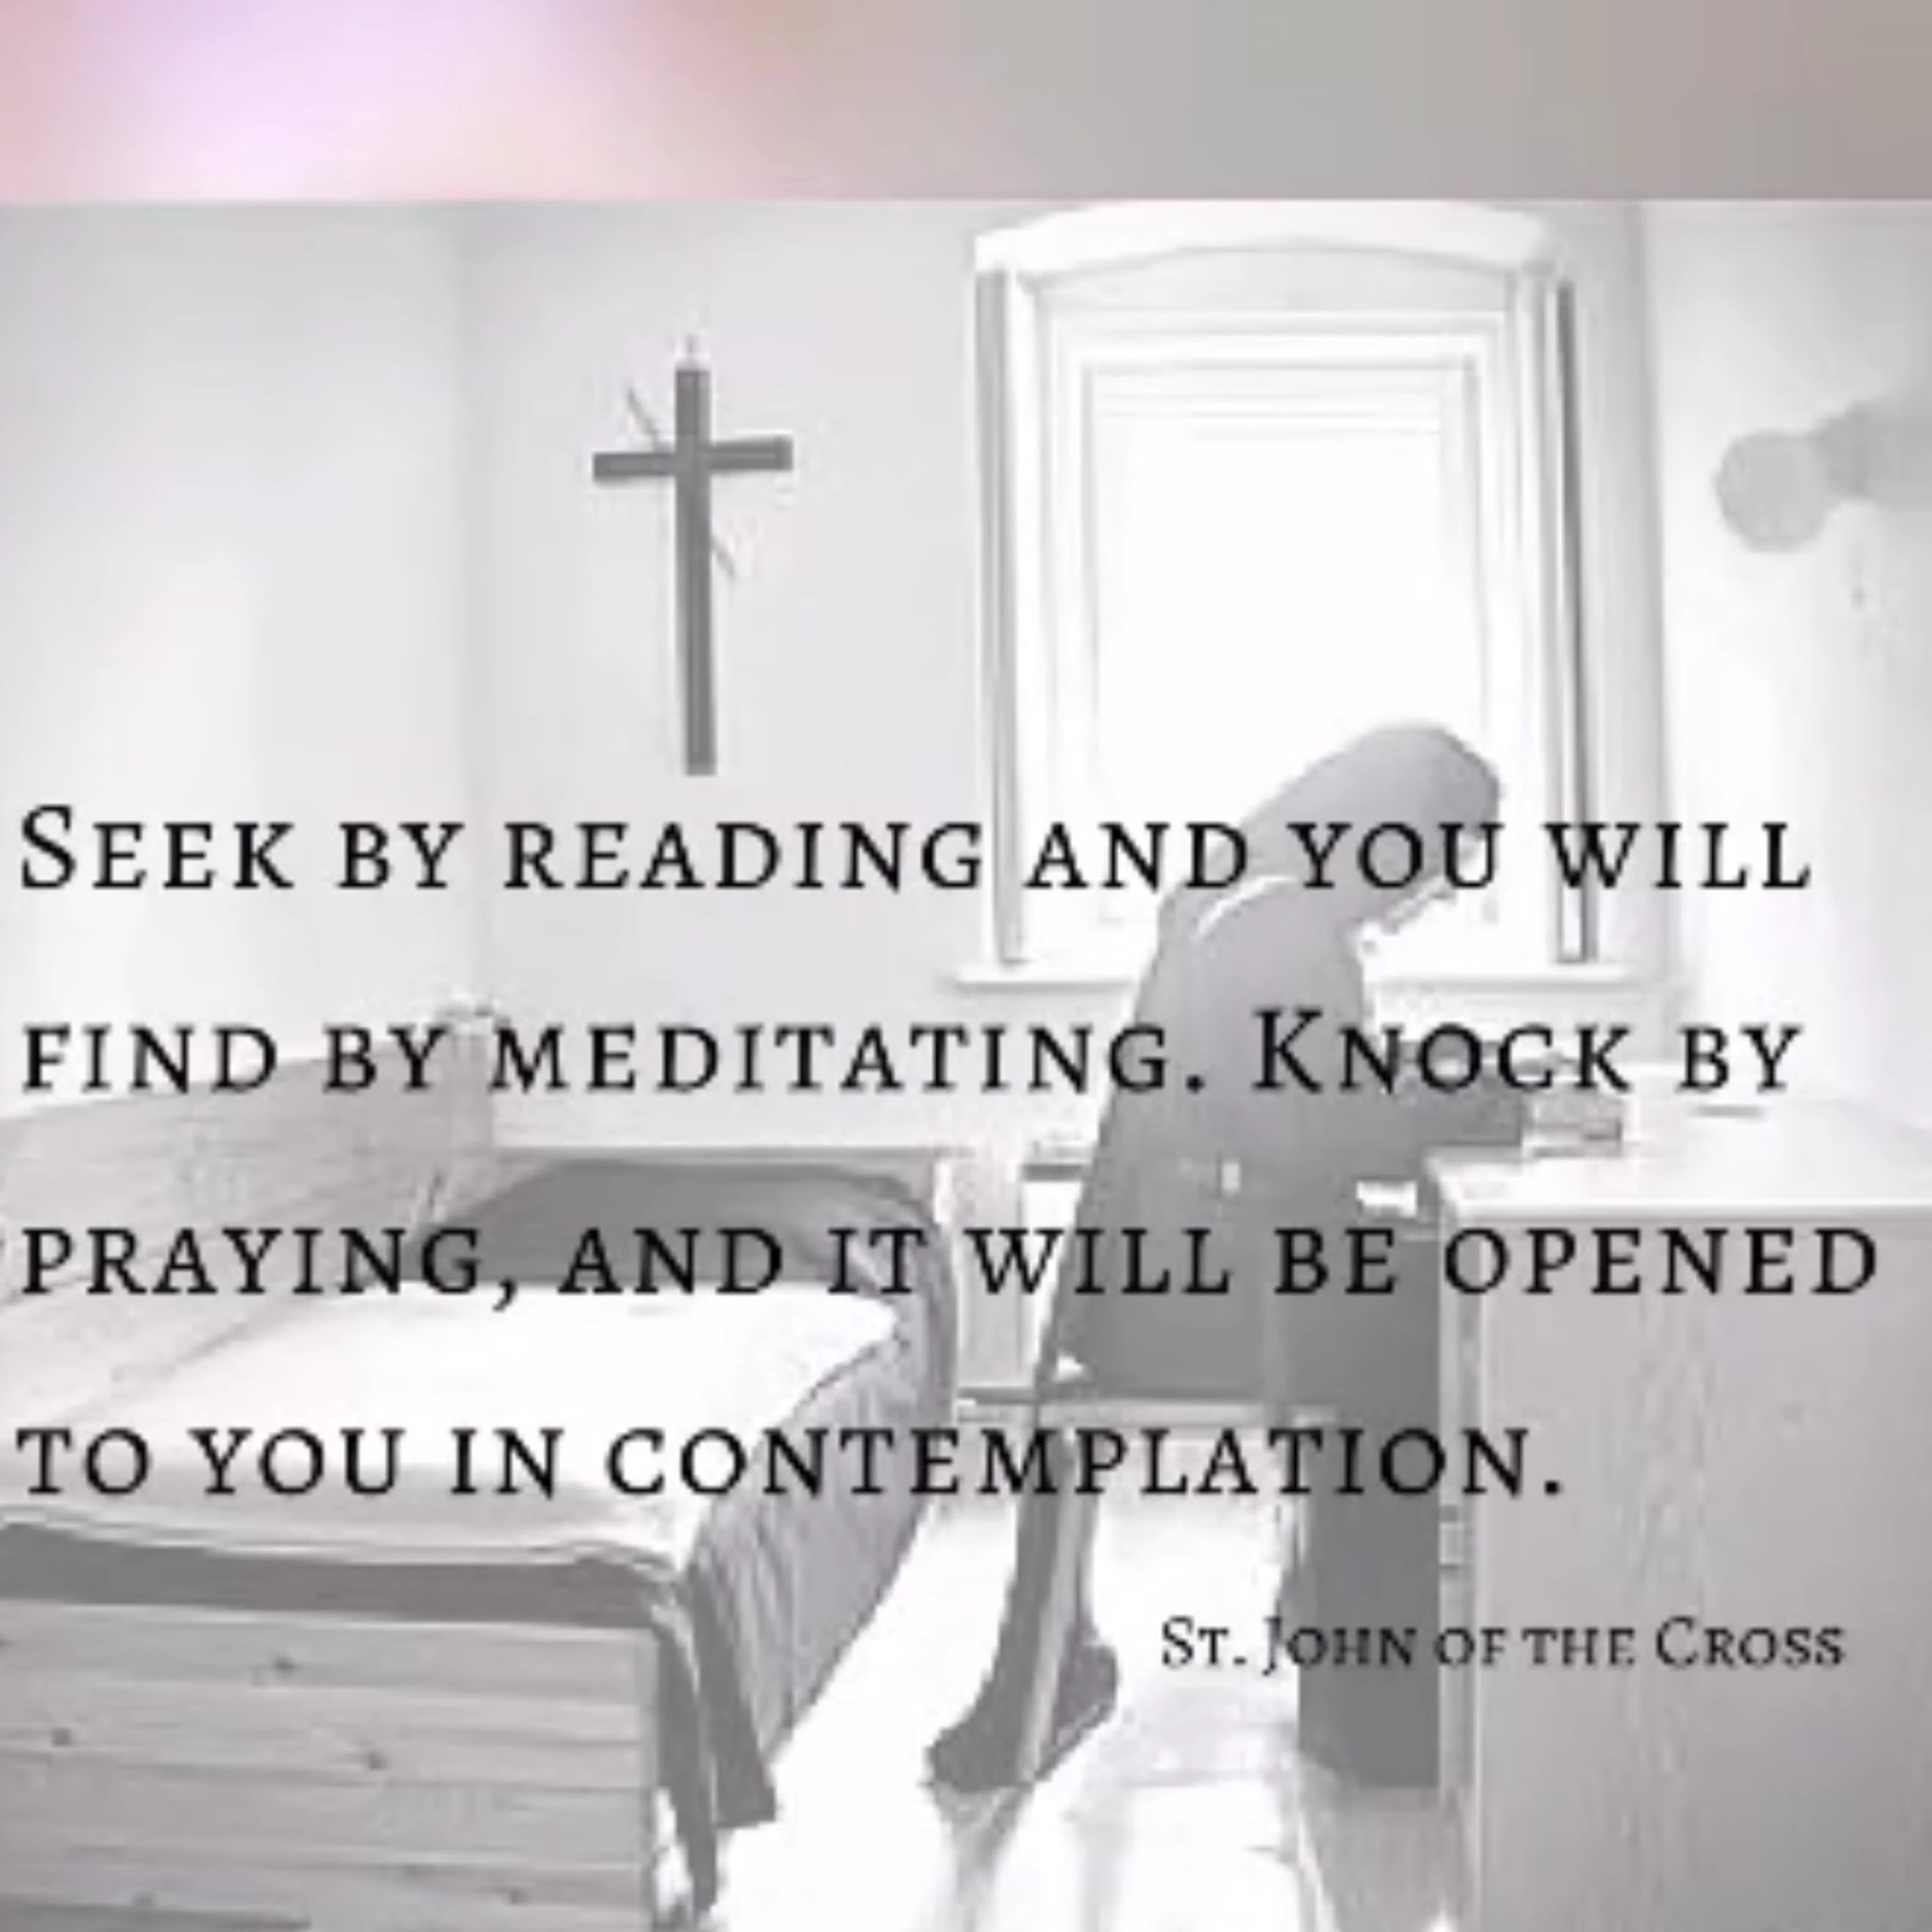 Seek by reading and you will
find by meditating. Knock by
praying, and it will be opened
to you in contemplation.
St. John of the Cross